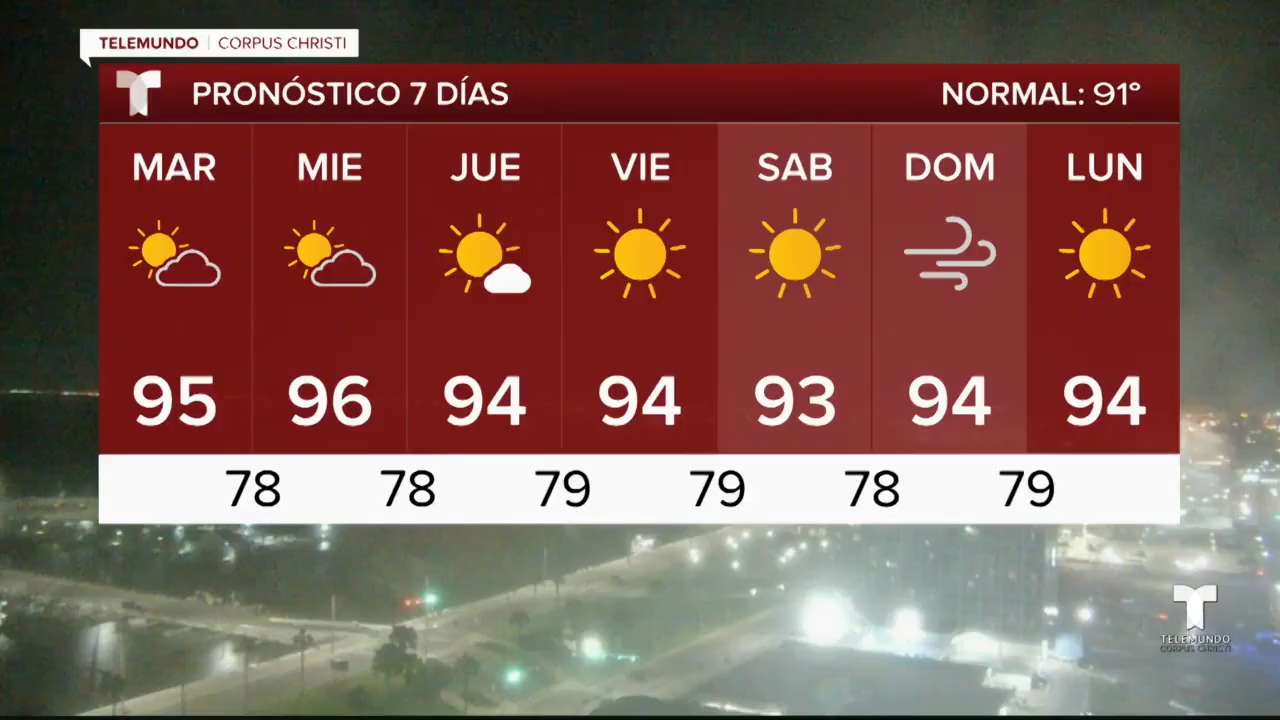 TELEMUNDO | CORPUS CHRISTI
PRONÓSTICO 7 DÍAS NORMAL: 91°
MAR MIE JUE VIE SAB DOM LUN
95 96 94 94 93 94 94
78 78 79 79 78 79
TELEMUNDO
CORPUS CHRISTI